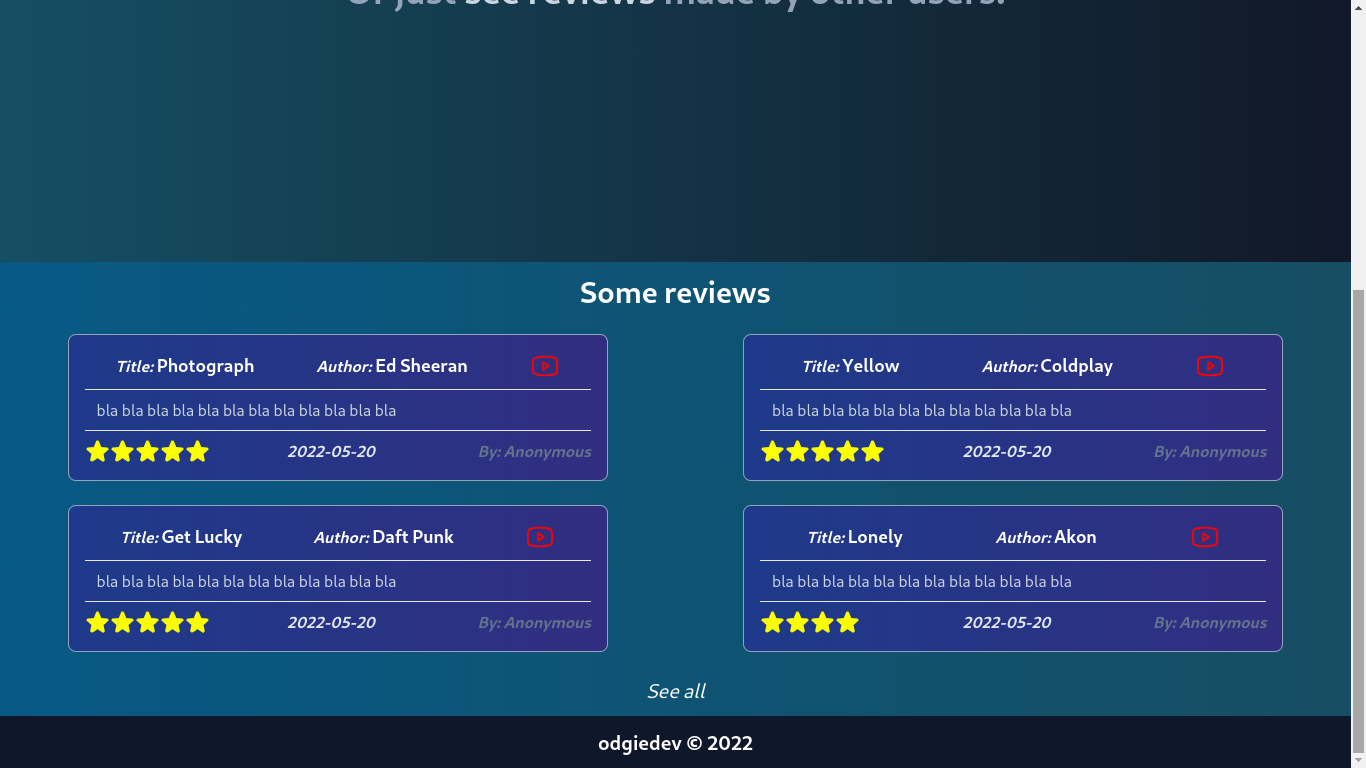 Or just see reviews made by other users.
Some reviews
Title: Photograph Author: Ed Sheeran
bla bla bla bla bla bla bla bla bla bla bla bla
2022-05-20 By: Anonymous
Title: Yellow Author: Coldplay
bla bla bla bla bla bla bla bla bla bla bla bla
2022-05-20 By: Anonymous
Title: Get Lucky Author: Daft Punk
bla bla bla bla bla bla bla bla bla bla bla bla
2022-05-20 By: Anonymous
Title: Lonely Author: Akon
bla bla bla bla bla bla bla bla bla bla bla bla
2022-05-20 By: Anonymous
See all
odgiedev © 2022